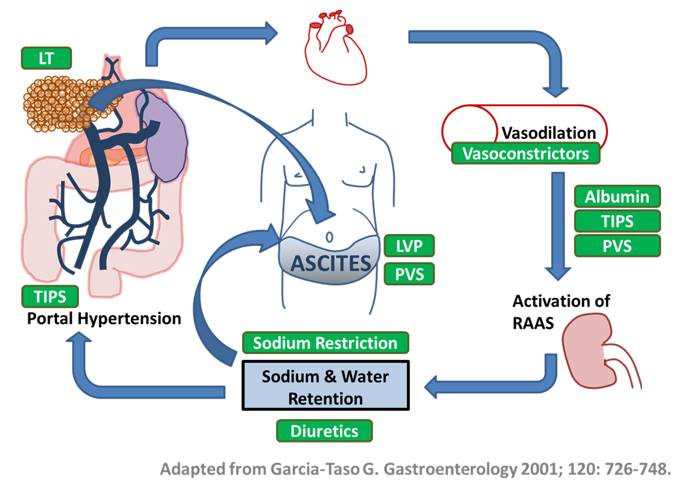 LT
Vasodilation
Vasoconstrictors
Albumin
TIPS
PVS
LVP
PVS
ASCITES
TIPS
Portal Hypertension
Activation of
RAAS
Sodium Restriction
Sodium & Water
Retention
Diuretics
Adapted from Garcia-Taso G. Gastroenterology 2001; 120: 726-748.